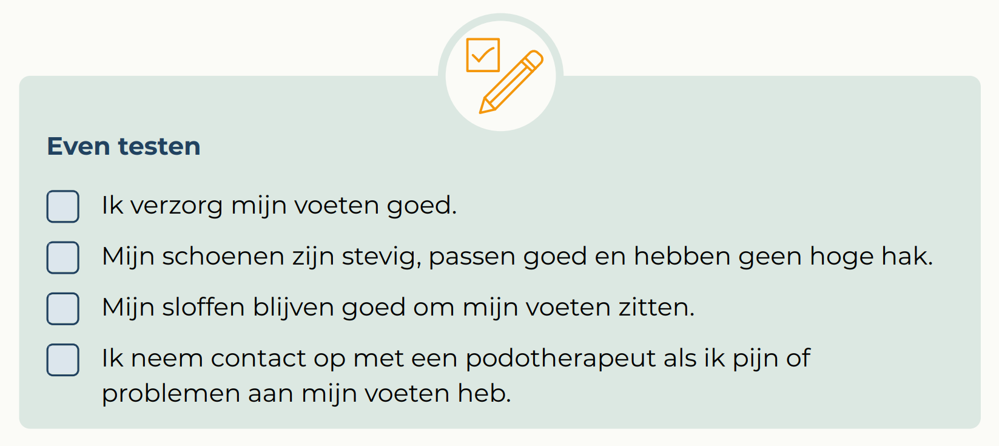 Even testen
Ik verzorg mijn voeten goed.
Mijn schoenen zijn stevig, passen goed en hebben geen hoge hak.
Mijn sloffen blijven goed om mijn voeten zitten.
Ik neem contact op met een podotherapeut als ik pijn of
problemen aan mijn voeten heb.